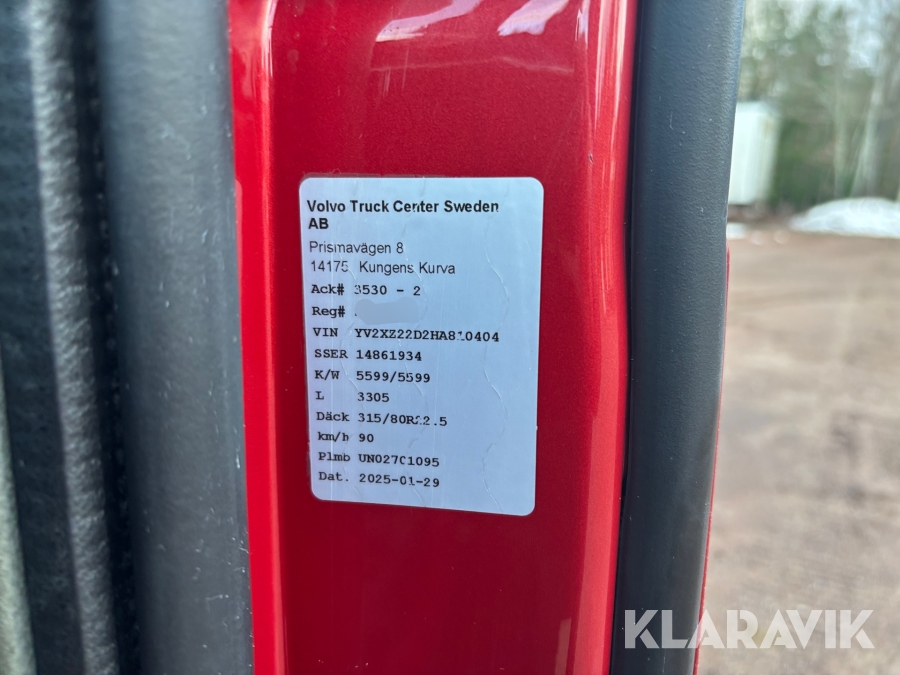 Volvo Truck Center Sweden
AB
Prismavägen 8
14175 Kungens Kurva
Ack# 3530 - 2
Reg#
VIN YV2XZ22D2HA810404
SSER 14861934
K/W 5599/5599
L 3305
Däck 315/80R22.5
km/h 90
Plmb UN02701095
Dat. 2025-01-29
KLARAVIK